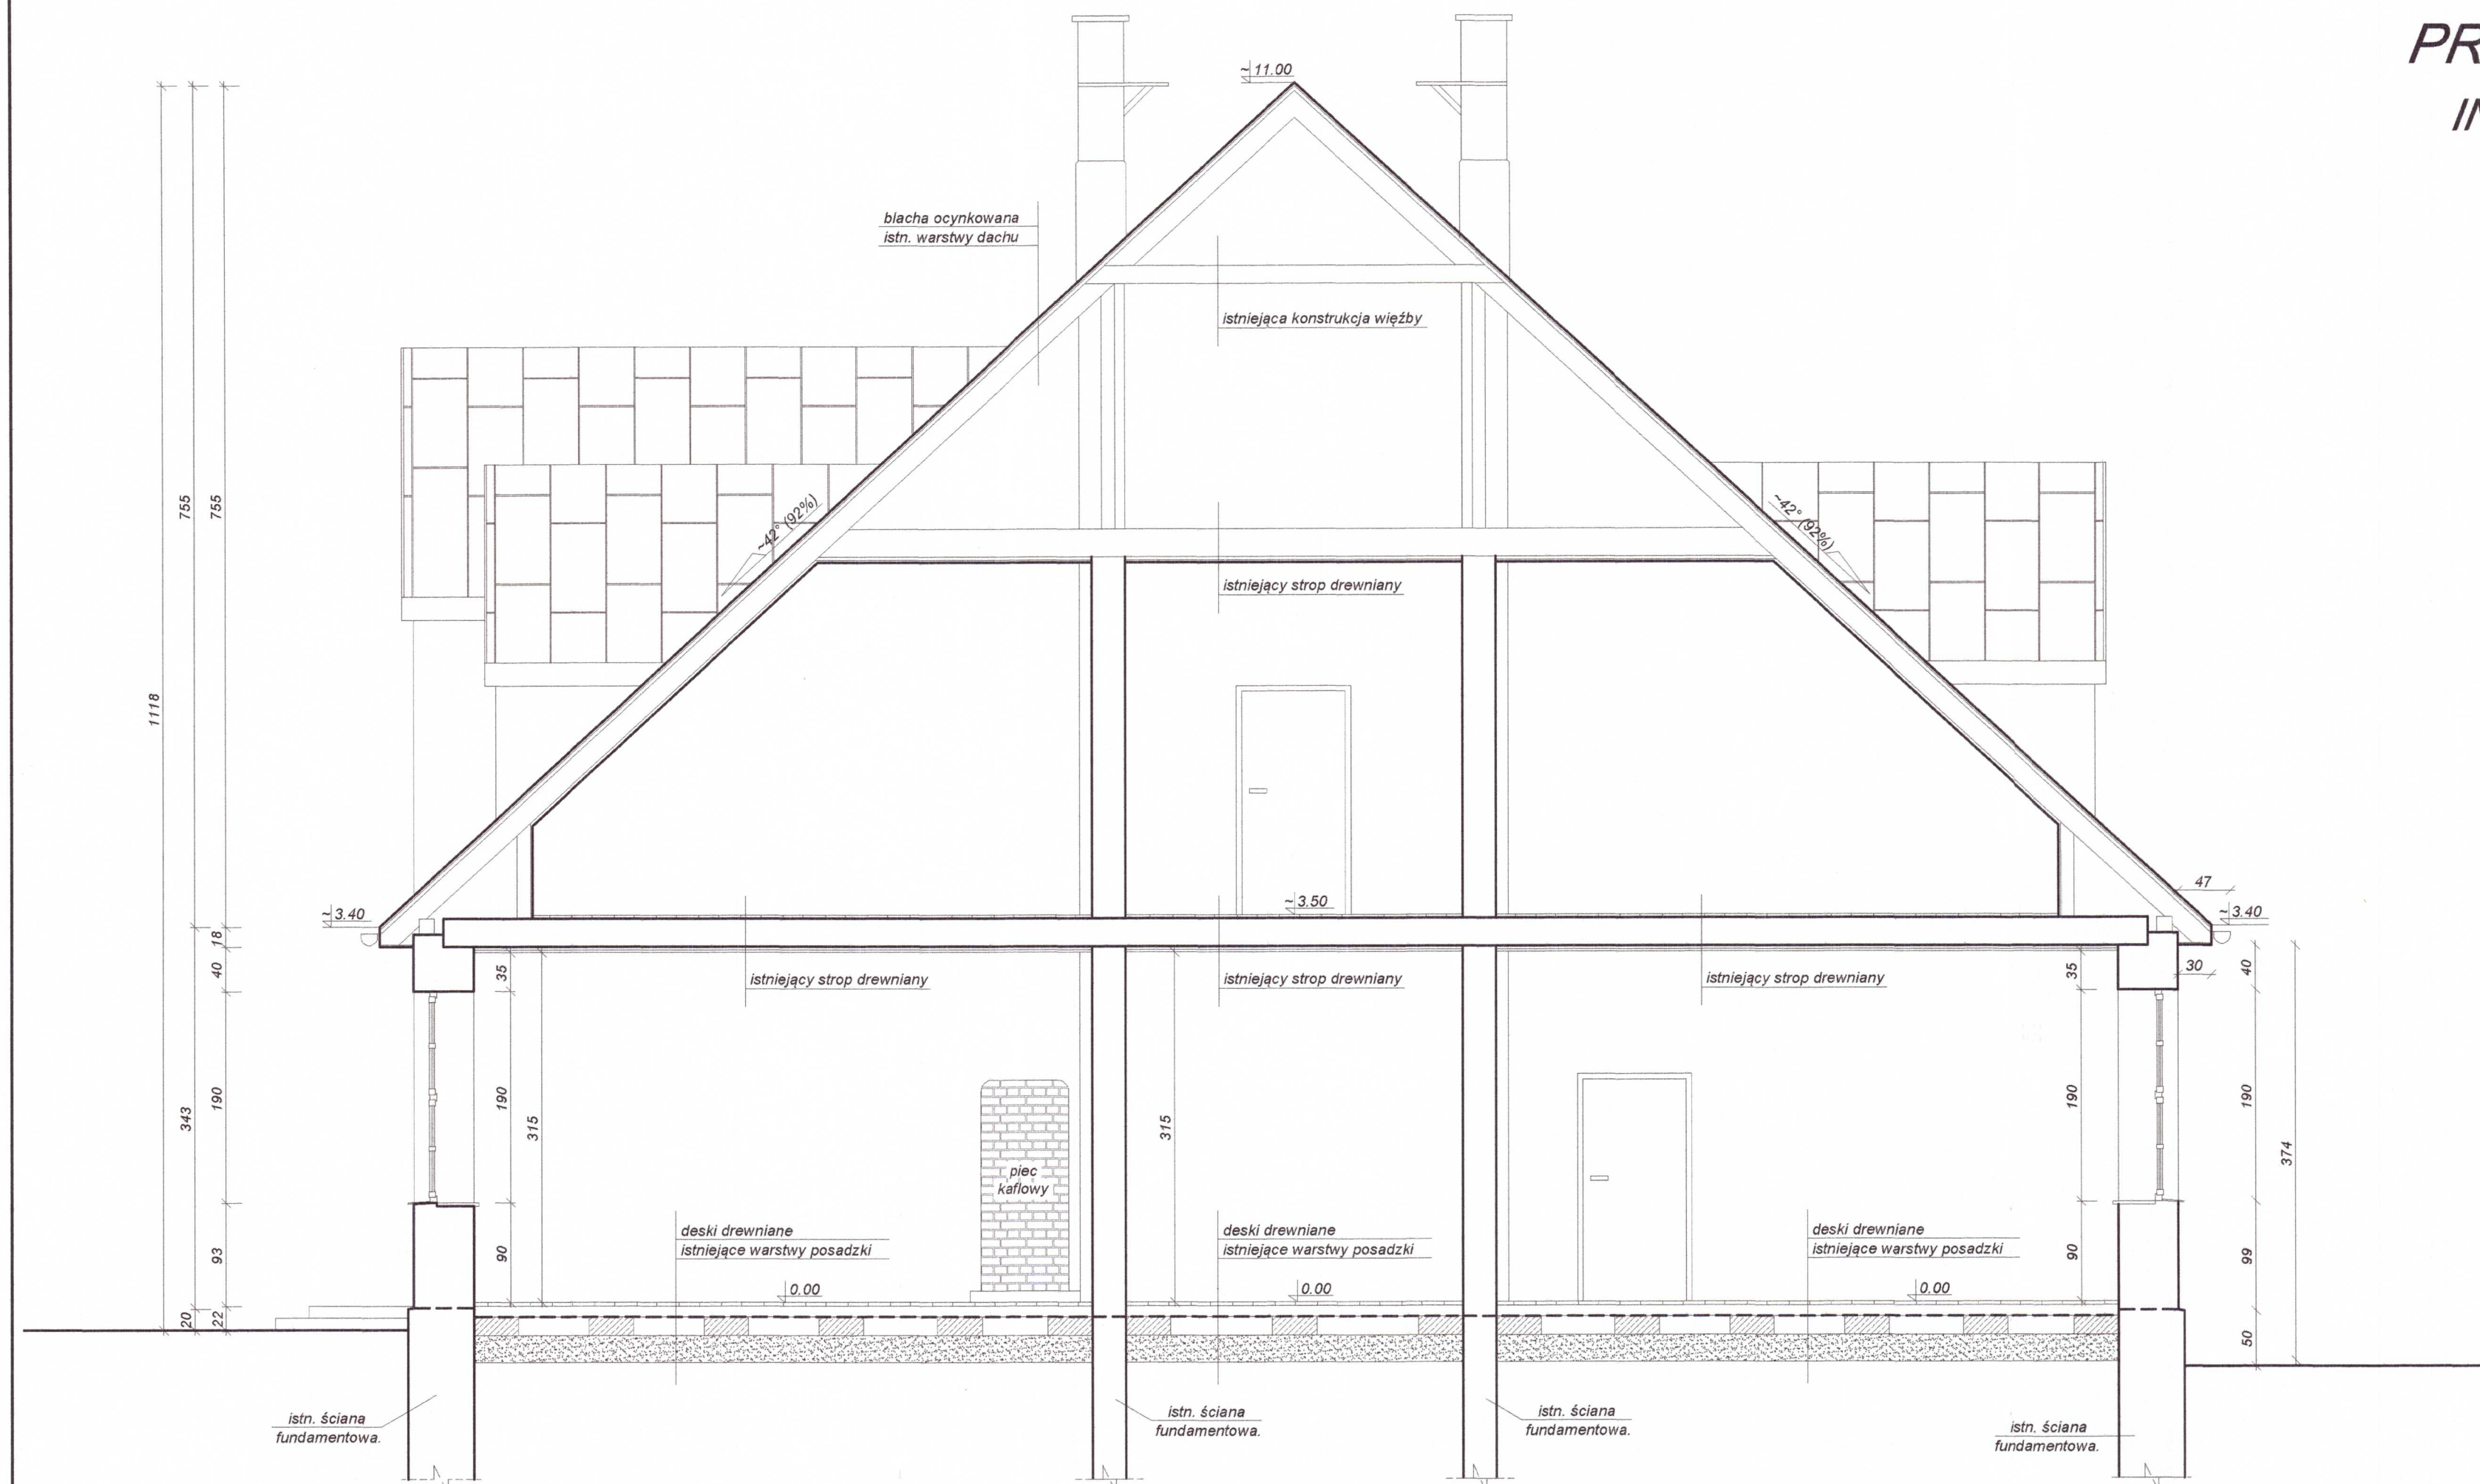 PR
IN
~ 11.00
blacha ocynkowana
istn. warstwy dachu
istniejąca konstrukcja więźby
755
755
1118
~42° (92%)
~42° (92%)
istniejący strop drewniany
~ 3.40
~ 3.50
47
~ 3.40
18
40
35
istniejący strop drewniany
istniejący strop drewniany
istniejący strop drewniany
35
30
40
343
190
190
315
315
190
190
374
piec
kaflowy
93
90
deski drewniane
istniejące warstwy posadzki
deski drewniane
istniejące warstwy posadzki
deski drewniane
istniejące warstwy posadzki
90
99
0.00
0.00
0.00
20
22
50
istn. ściana
fundamentowa.
istn. ściana
fundamentowa.
istn. ściana
fundamentowa.
istn. ściana
fundamentowa.